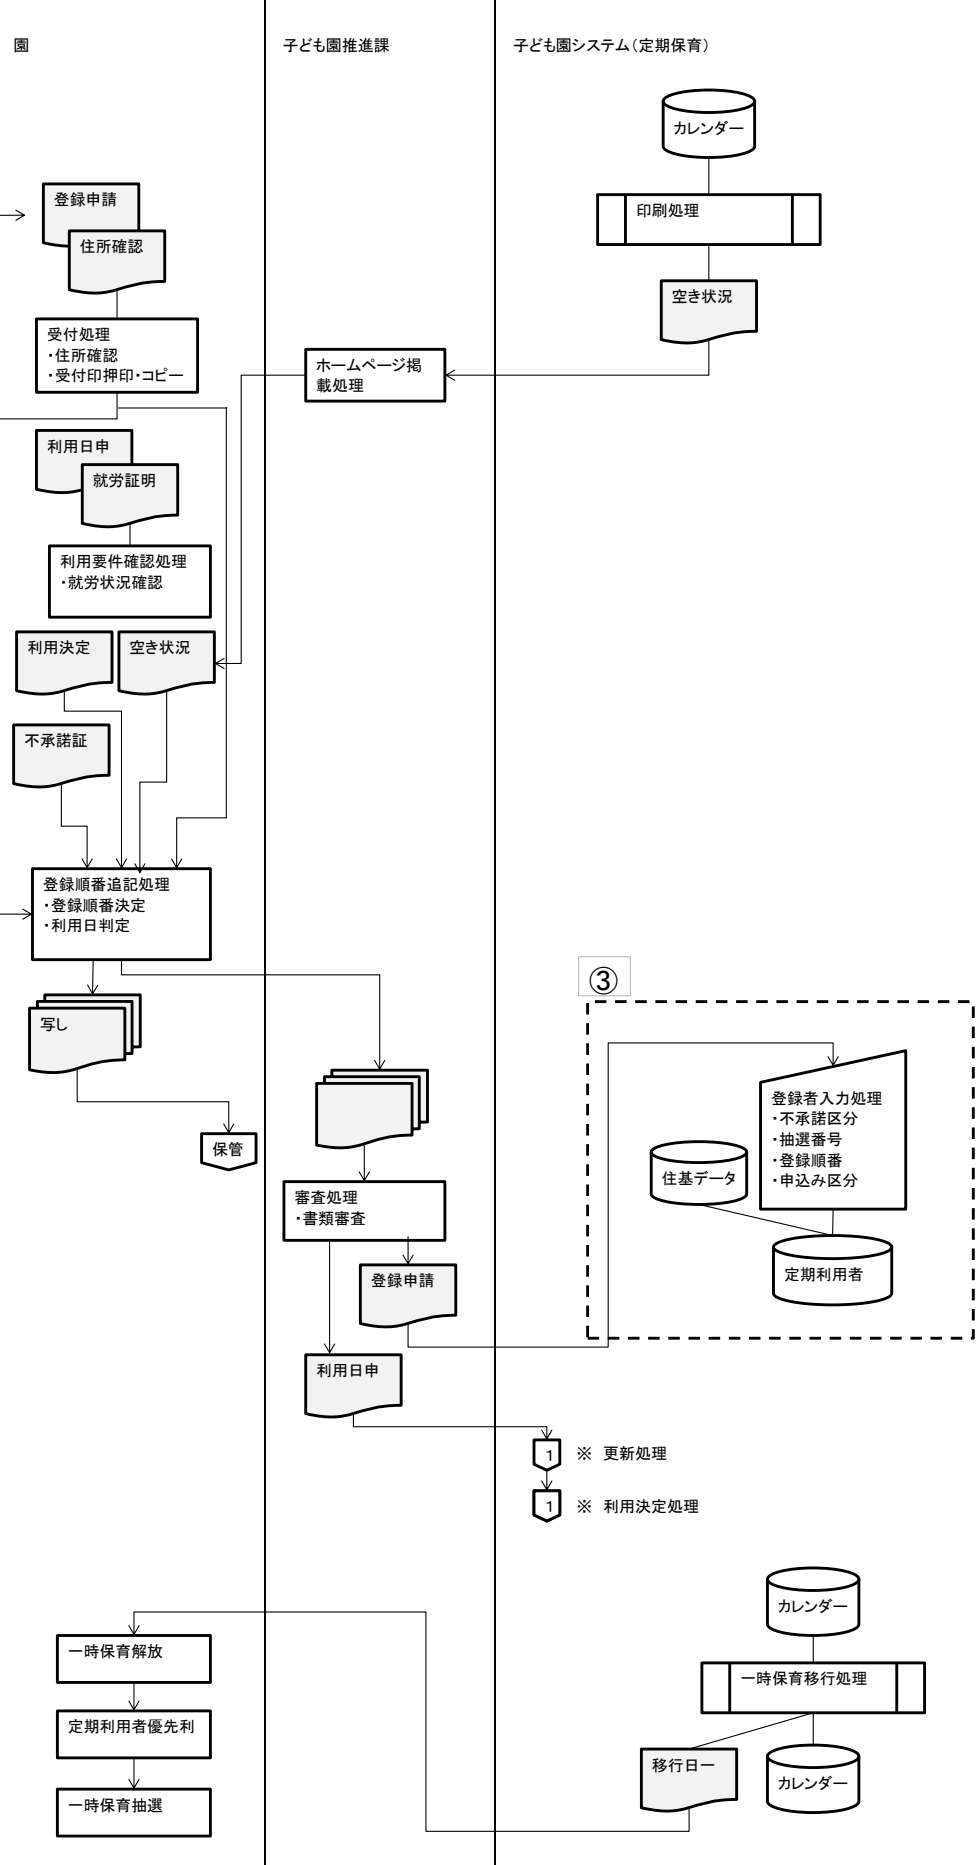 園
子ども園推進課
子ども園システム（定期保育）
カレンダー
印刷処理
空き状況
登録申請
住所確認
受付処理
・住所確認
・受付印押印・コピー
ホームページ掲
載処理
利用日申
就労証明
利用要件確認処理
・就労状況確認
利用決定
空き状況
不承諾証
登録順番追記処理
・登録順番決定
・利用日判定
写し
保管
③
登録者入力処理
・不承諾区分
・抽選番号
・登録順番
・申込み区分
住基データ
定期利用者
審査処理
・書類審査
登録申請
利用日申
1
※ 更新処理
1
※ 利用決定処理
カレンダー
一時保育移行処理
移行日一
カレンダー
一時保育解放
定期利用者優先利
一時保育抽選